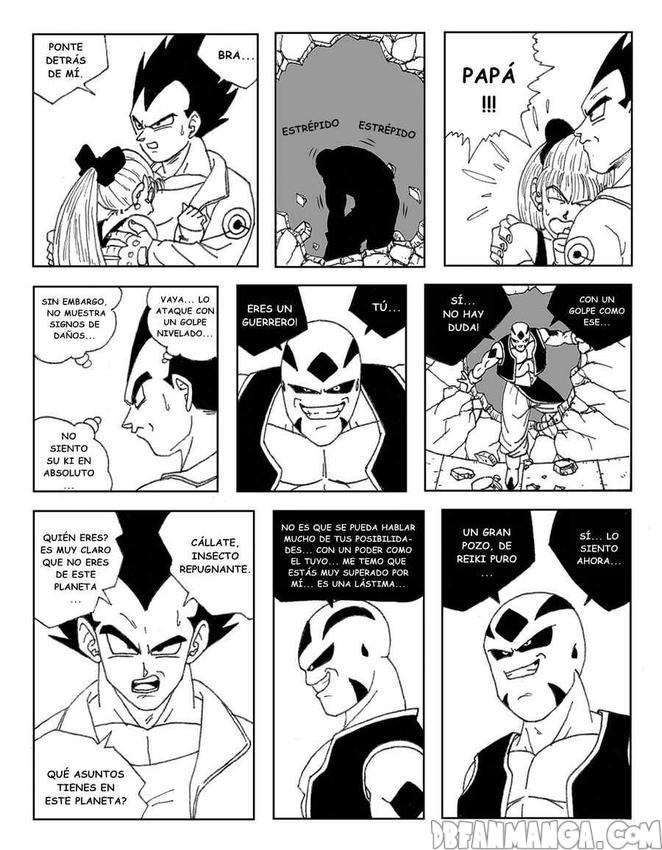 BRA...
PONTE
DETRÁS
DE MÍ.
ESTRÉPIDO
ESTRÉPIDO
PAPÁ
!!!
VAYA... LO
ATAQUE CON
UN GOLPE
NIVELADO...
SIN EMBARGO,
NO MUESTRA
SIGNOS DE
DAÑOS...
NO
SIENTO
SU KI EN
ABSOLUTO
...
TÚ...
ERES UN
GUERRERO!
CON UN
GOLPE COMO
ESE...
SÍ...
NO HAY
DUDA!
SÍ... LO
SIENTO
AHORA...
UN GRAN
POZO, DE
REIKI PURO
...
NO ES QUE SE PUEDA HABLAR
MUCHO DE TUS POSIBILIDA-
DES... CON UN PODER COMO
EL TUYO... ME TEMO QUE
ESTÁS MUY SUPERADO POR
MÍ... ES UNA LÁSTIMA...
CÁLLATE,
INSECTO
REPUGNANTE.
QUIÉN ERES?
ES MUY CLARO
QUE NO ERES
DE ESTE
PLANETA
...
QUÉ ASUNTOS
TIENES EN
ESTE PLANETA?
DBFANMANGA.COM